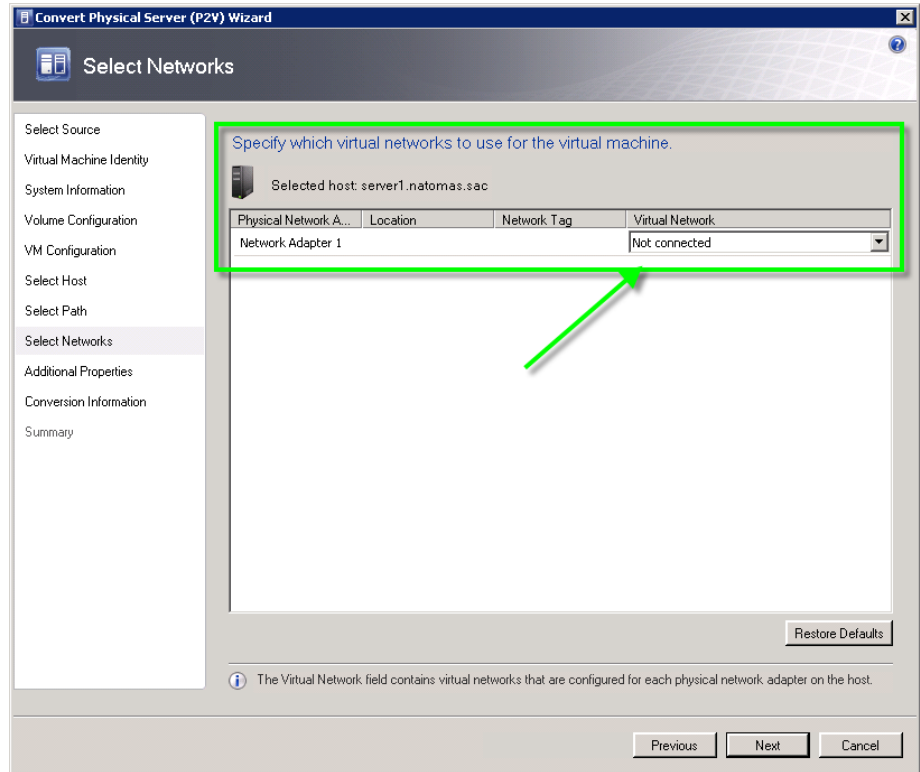 Convert Physical Server (P2V) Wizard
Select Networks
Select Source
Virtual Machine Identity
System Information
Volume Configuration
VM Configuration
Select Host
Select Path
Select Networks
Additional Properties
Conversion Information
Summary
Specify which virtual networks to use for the virtual machine.
Selected host: server1.natomas.sac
Physical Network A... Location Network Tag Virtual Network
Network Adapter 1 Not connected
Restore Defaults
The Virtual Network field contains virtual networks that are configured for each physical network adapter on the host.
Previous Next Cancel